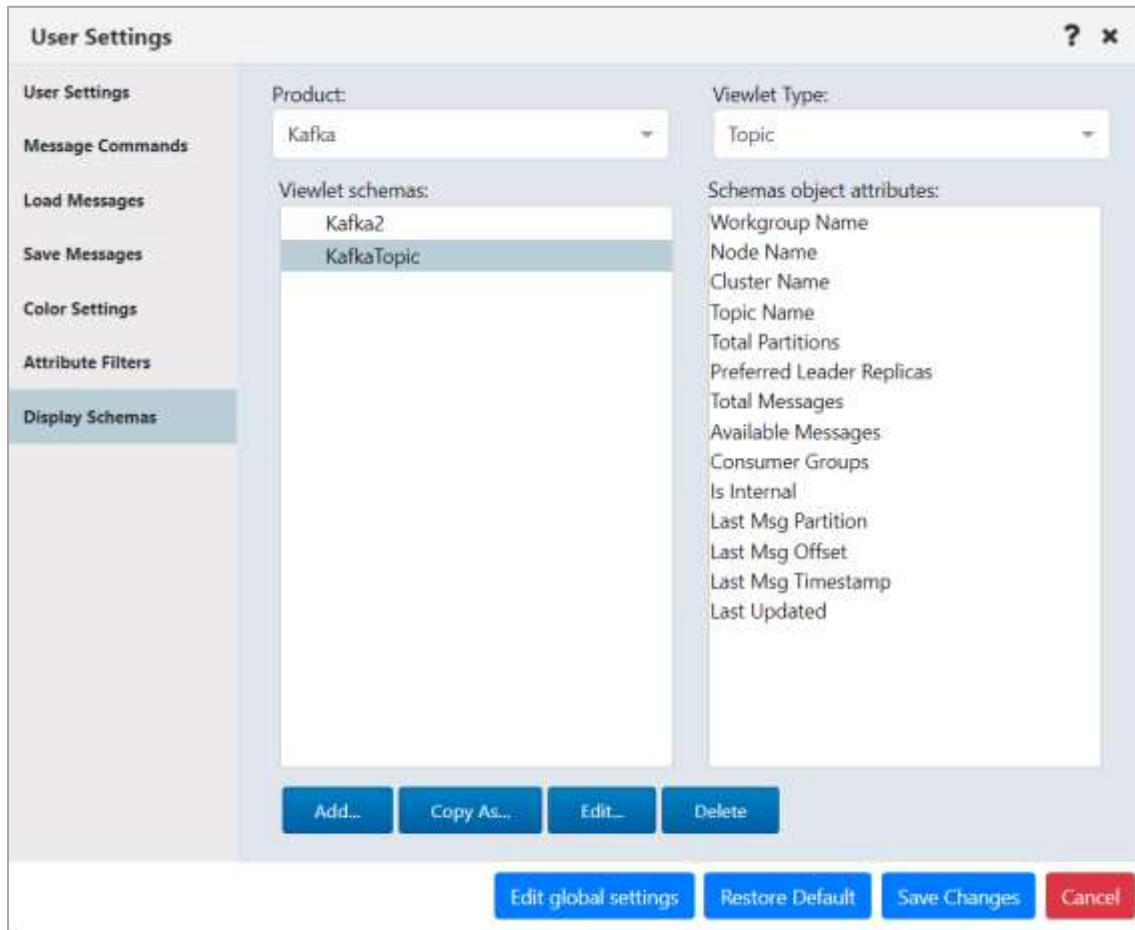 User Settings
? ×
User Settings
Message Commands
Load Messages
Save Messages
Color Settings
Attribute Filters
Display Schemas
Product:
Kafka
Viewlet Type:
Topic
Viewlet schemas:
Kafka2
KafkaTopic
Schemas object attributes:
Workgroup Name
Node Name
Cluster Name
Topic Name
Total Partitions
Preferred Leader Replicas
Total Messages
Available Messages
Consumer Groups
Is Internal
Last Msg Partition
Last Msg Offset
Last Msg Timestamp
Last Updated
Add...
Copy As...
Edit...
Delete
Edit global settings
Restore Default
Save Changes
Cancel